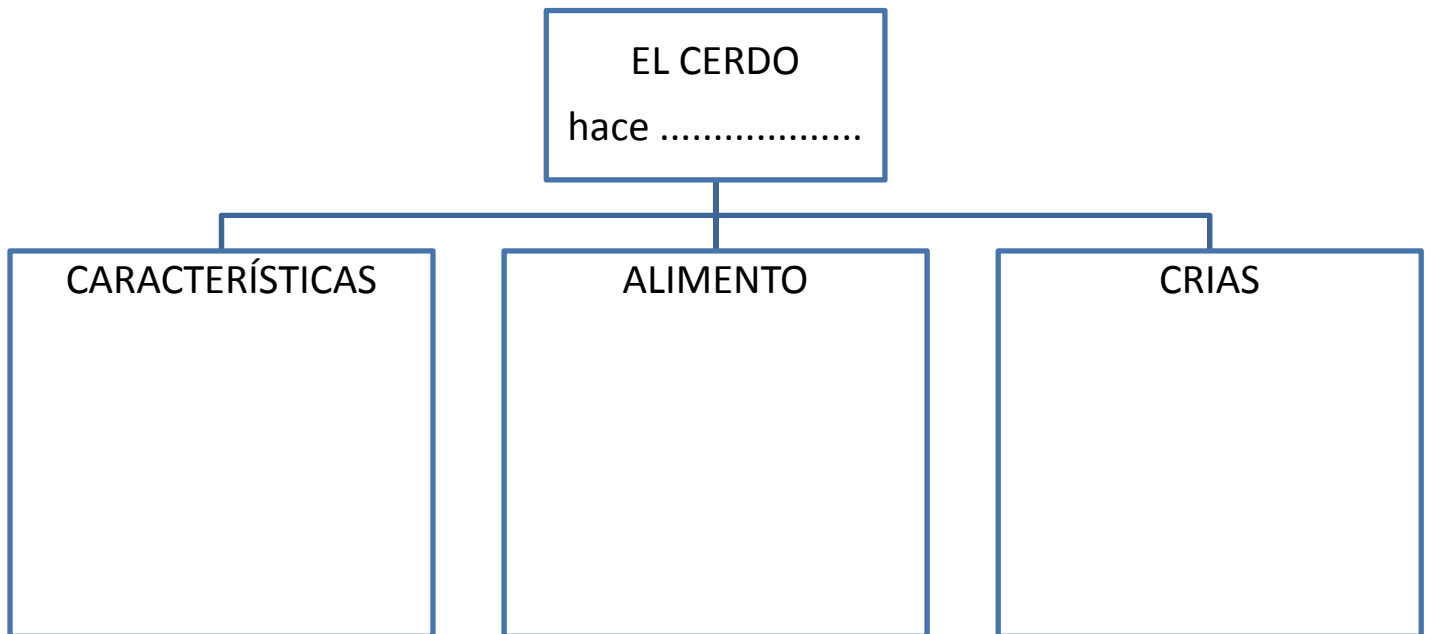 EL CERDO
hace ...................
CARACTERÍSTICAS
ALIMENTO
CRIAS